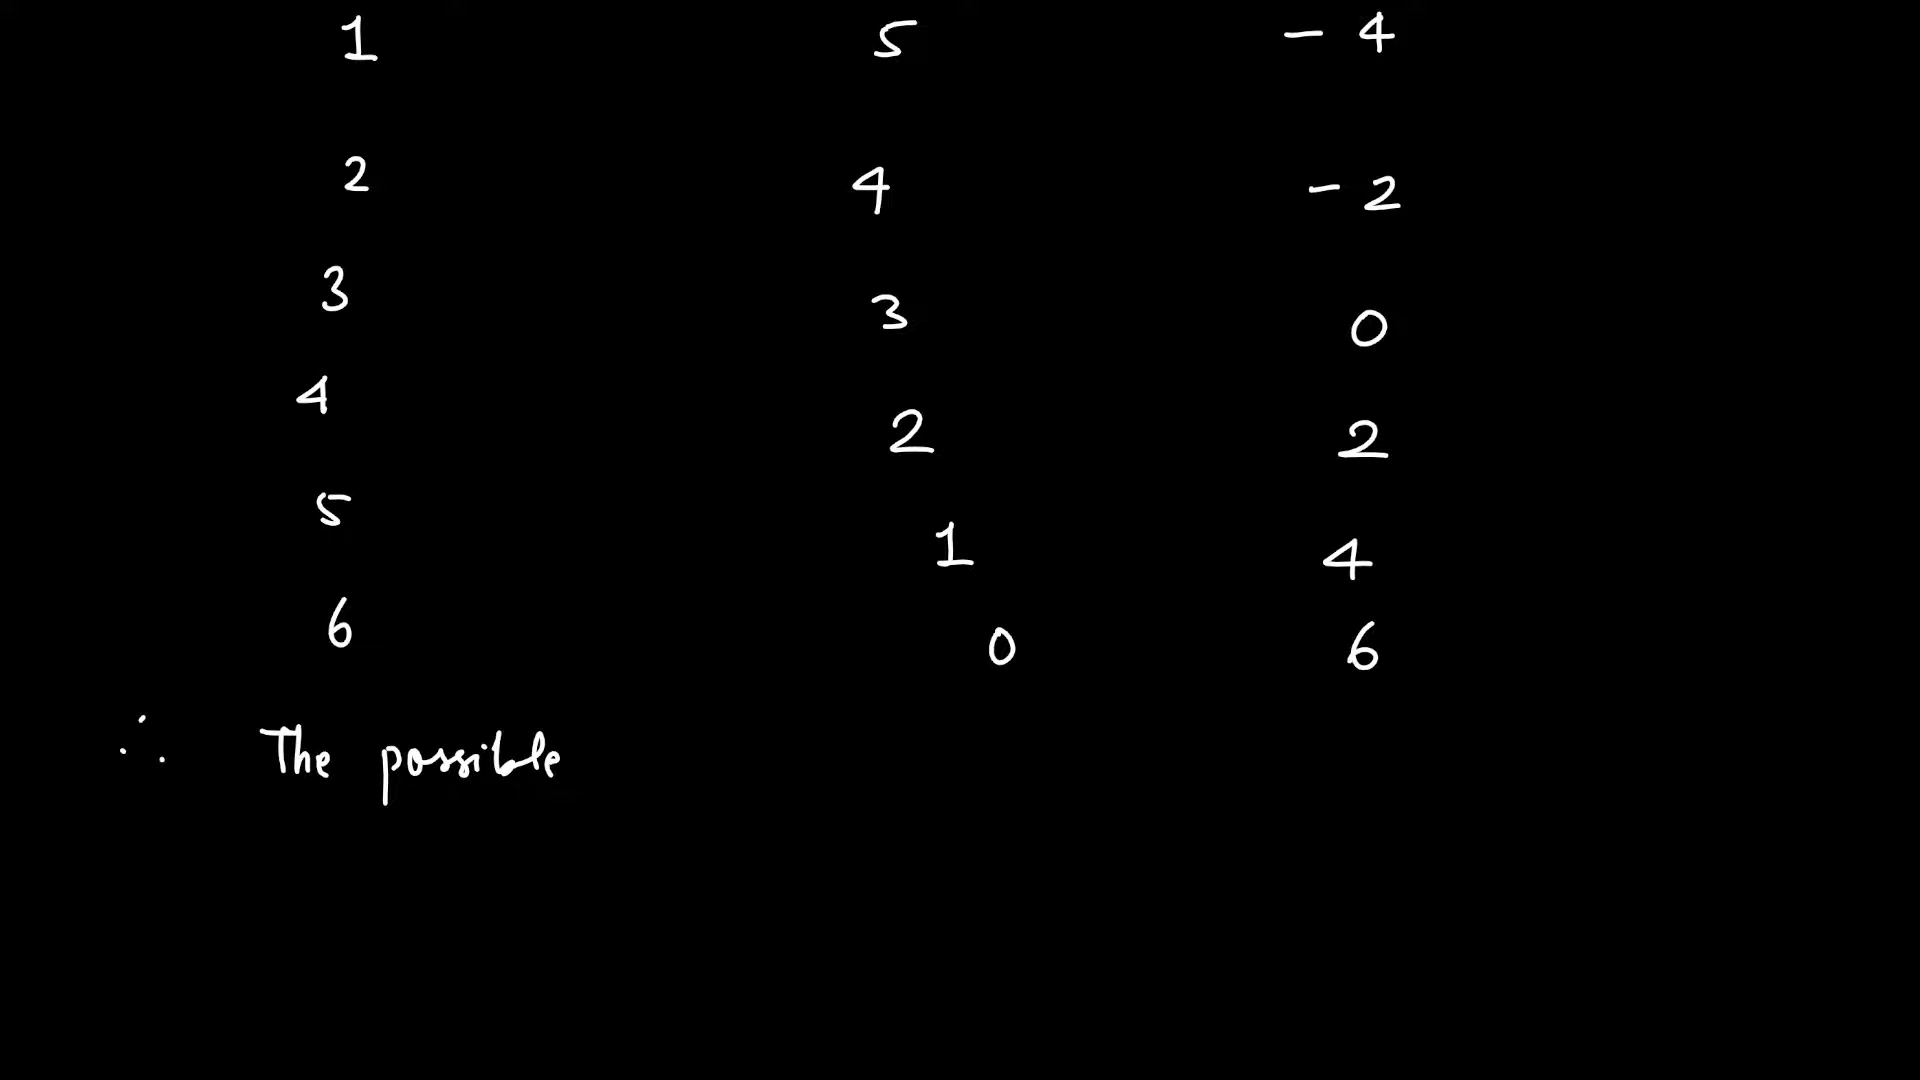 1 5 - 4
2 4 - 2
3 3 0
4 2 2
5 1 4
6 0 6
∴ The possible